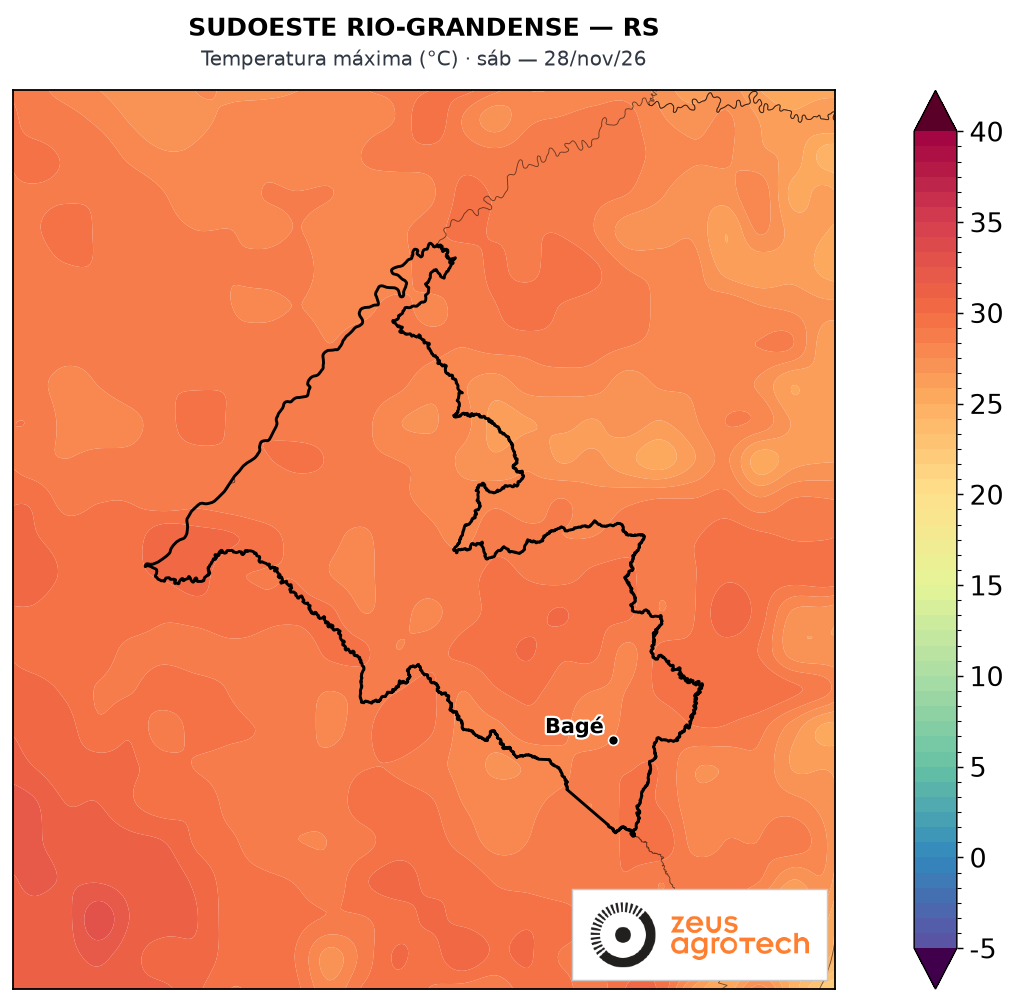 SUDOESTE RIO-GRANDENSE — RS
Temperatura máxima (°C) · sáb — 28/nov/26
40
35
30
25
20
15
10
5
0
-5
Bagé
zeus
agrotech